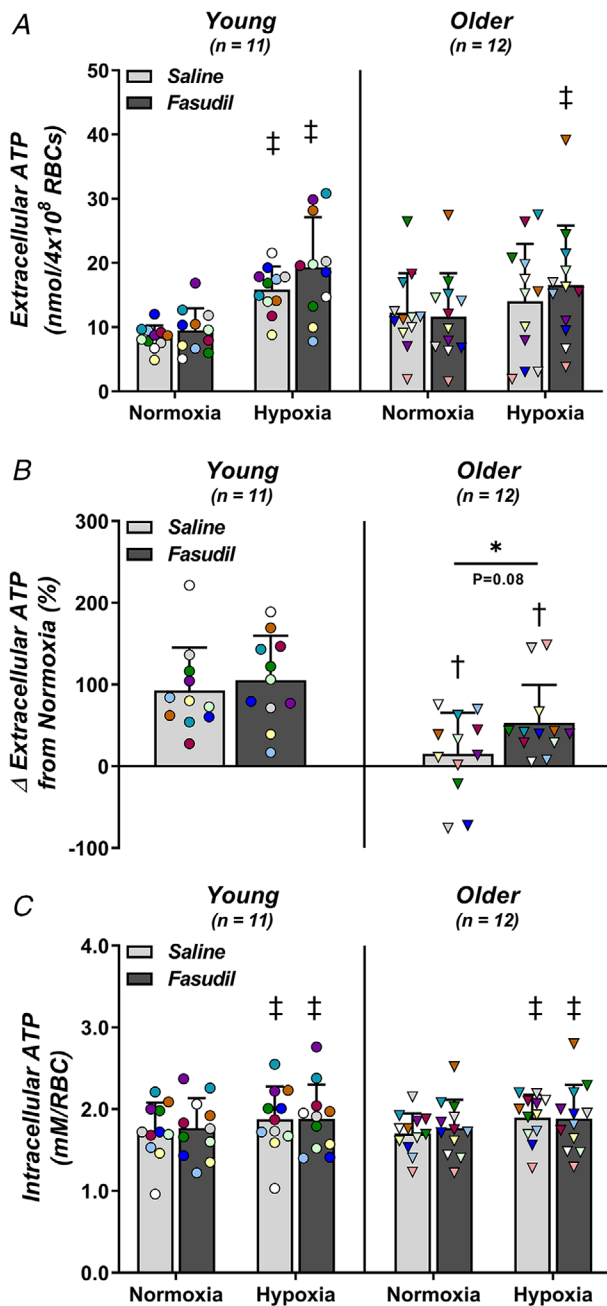 A
Young
(n = 11)
Older
(n = 12)
Saline
Fasudil
‡
‡
‡
Extracellular ATP
(nmol/4x10⁸ RBCs)
50
40
30
20
10
0
Normoxia
Hypoxia
Normoxia
Hypoxia
B
Young
(n = 11)
Older
(n = 12)
Saline
Fasudil
*
P=0.08
†
†
Δ Extracellular ATP
from Normoxia (%)
300
200
100
0
-100
C
Young
(n = 11)
Older
(n = 12)
Saline
Fasudil
‡
‡
‡
‡
Intracellular ATP
(mM/RBC)
4.0
3.0
2.0
1.0
0.0
Normoxia
Hypoxia
Normoxia
Hypoxia